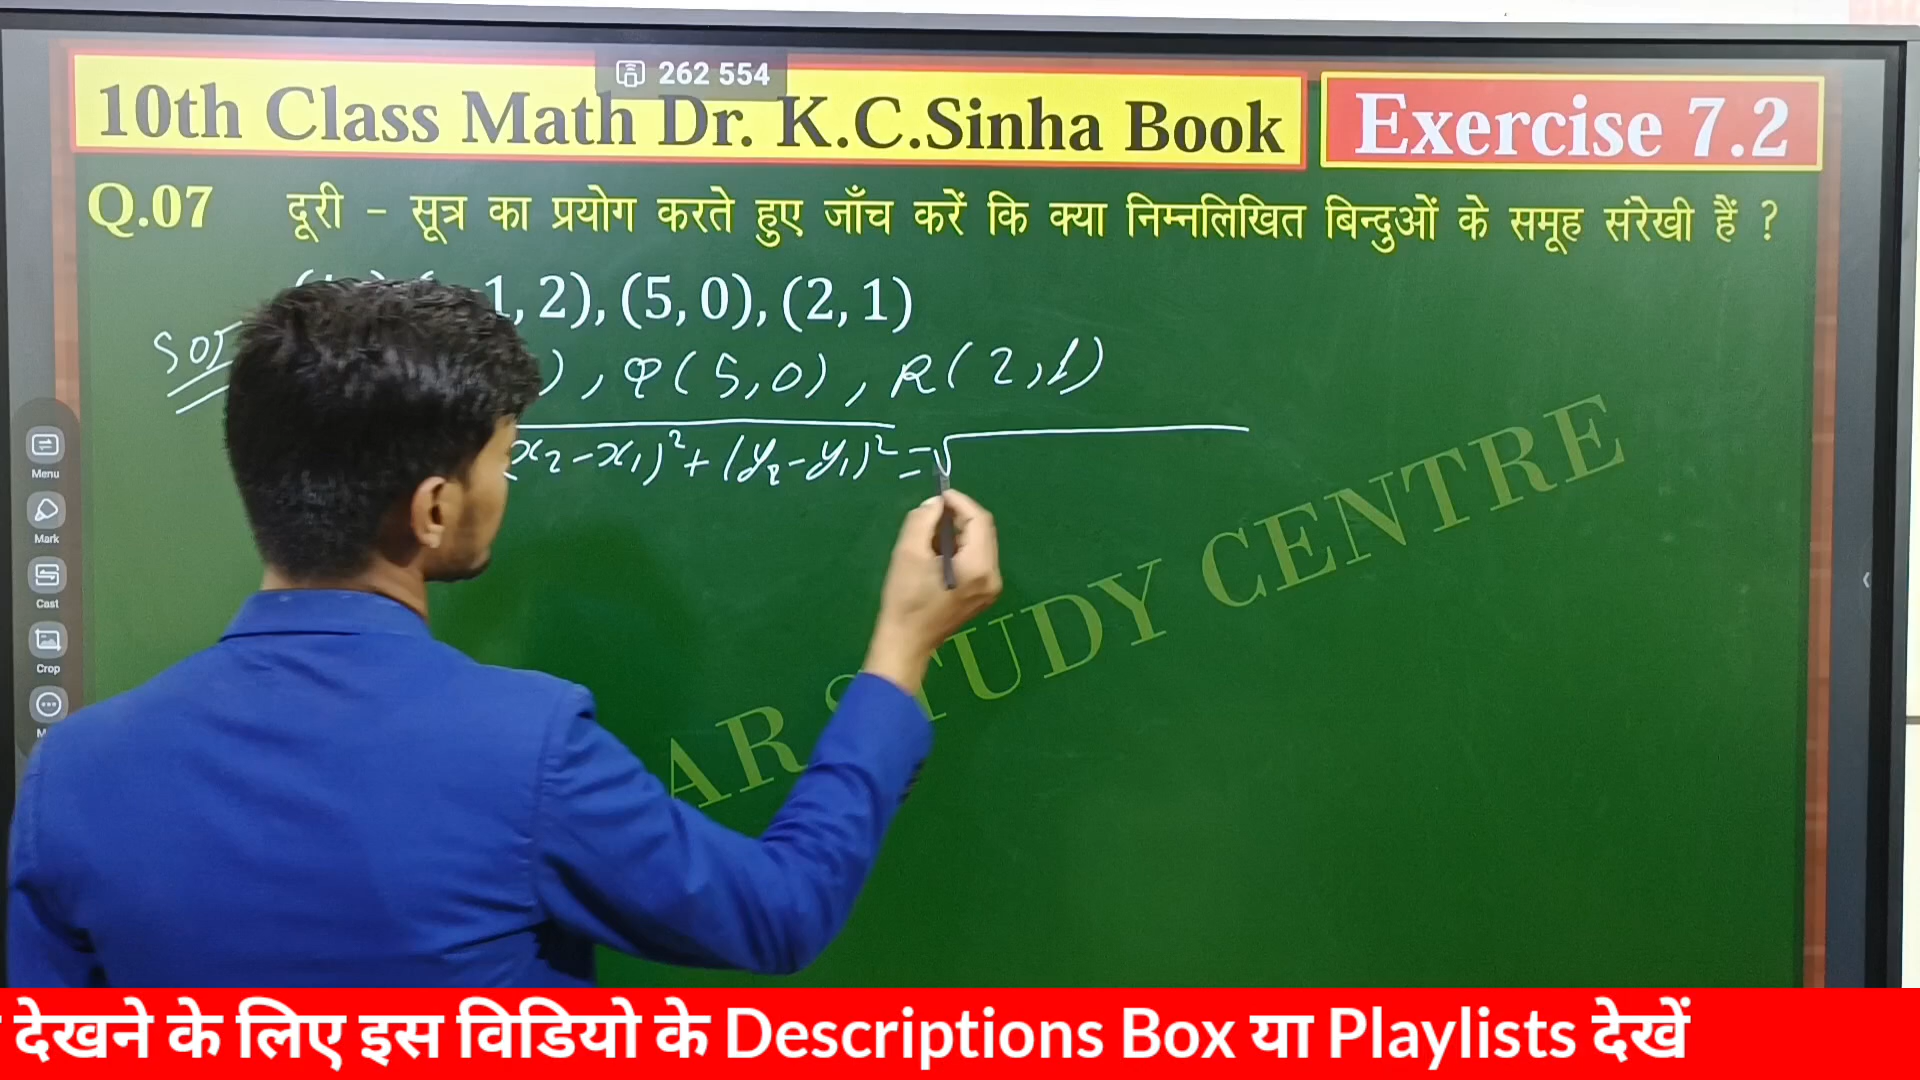 262 554
10th Class Math Dr. K.C.Sinha Book Exercise 7.2
Q.07 दूरी - सूत्र का प्रयोग करते हुए जाँच करें कि क्या निम्नलिखित बिन्दुओं के समूह संरेखी हैं ?
1, 2), (5, 0), (2, 1)
), Q(5,0), R(2,1)
x₂-x₁)²+(y₂-y₁)² =√
Menu
Mark
Cast
Crop
AR STUDY CENTRE
देखने के लिए इस विडियो के Descriptions Box या Playlists देखें